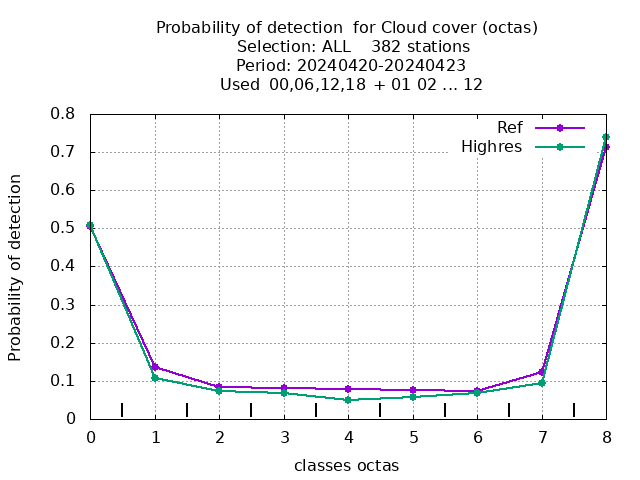 Probability of detection  for Cloud cover (octas)
Selection: ALL    382 stations
Period: 20240420-20240423
Used  00,06,12,18  + 01 02 ... 12
Ref
Highres
0.8
0.7
0.6
0.5
0.4
0.3
0.2
0.1
0
Probability of detection
0 1 2 3 4 5 6 7 8
classes octas